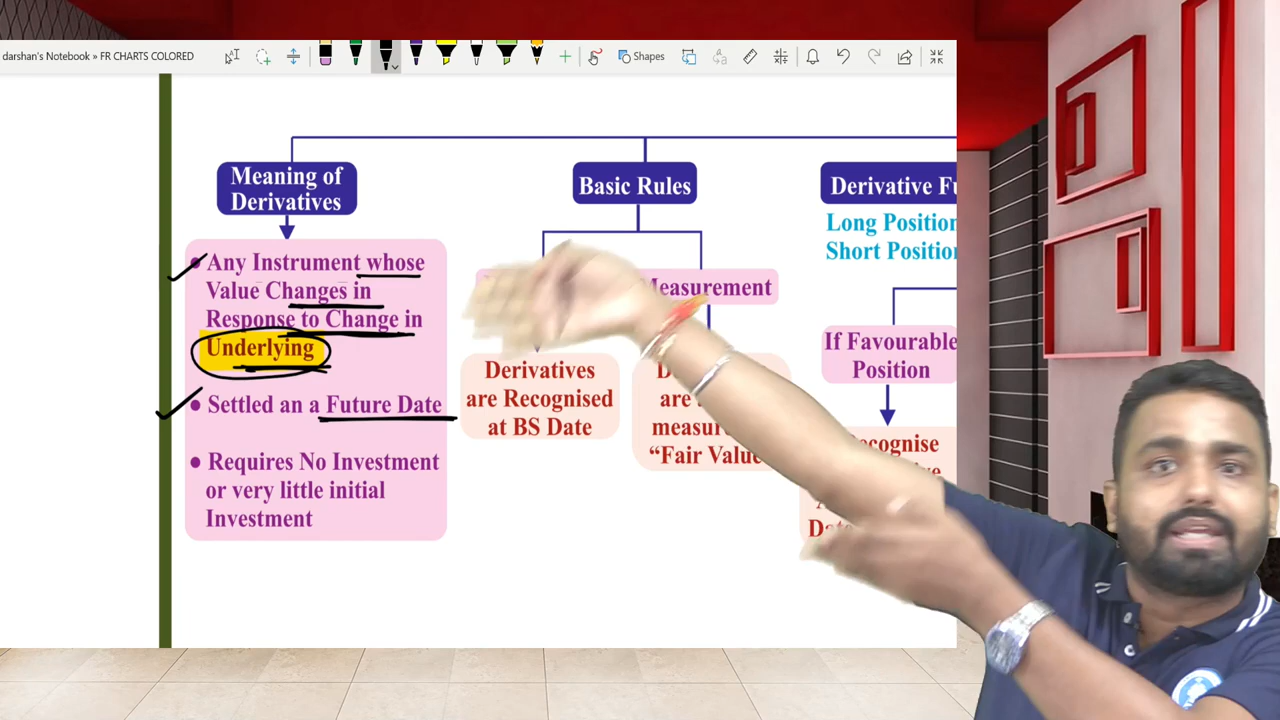 darshan's Notebook » FR CHARTS COLORED
Shapes
Meaning of
Derivatives
• Any Instrument whose
Value Changes in
Response to Change in
Underlying
• Settled an a Future Date
• Requires No Investment
or very little initial
Investment
Basic Rules
Measurement
Derivatives
are Recognised
at BS Date
are
"Fair Value
Derivative
Long Position
Short Position
If Favourable
Position